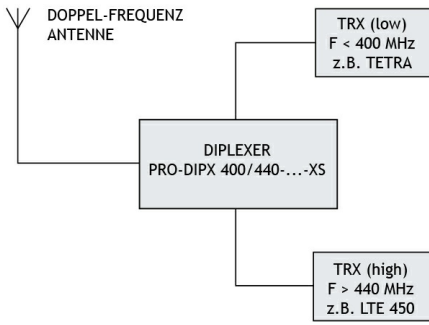 DOPPEL-FREQUENZ
ANTENNE
TRX (low)
F < 400 MHz
z.B. TETRA
DIPLEXER
PRO-DIPX 400/440-...-XS
TRX (high)
F > 440 MHz
z.B. LTE 450